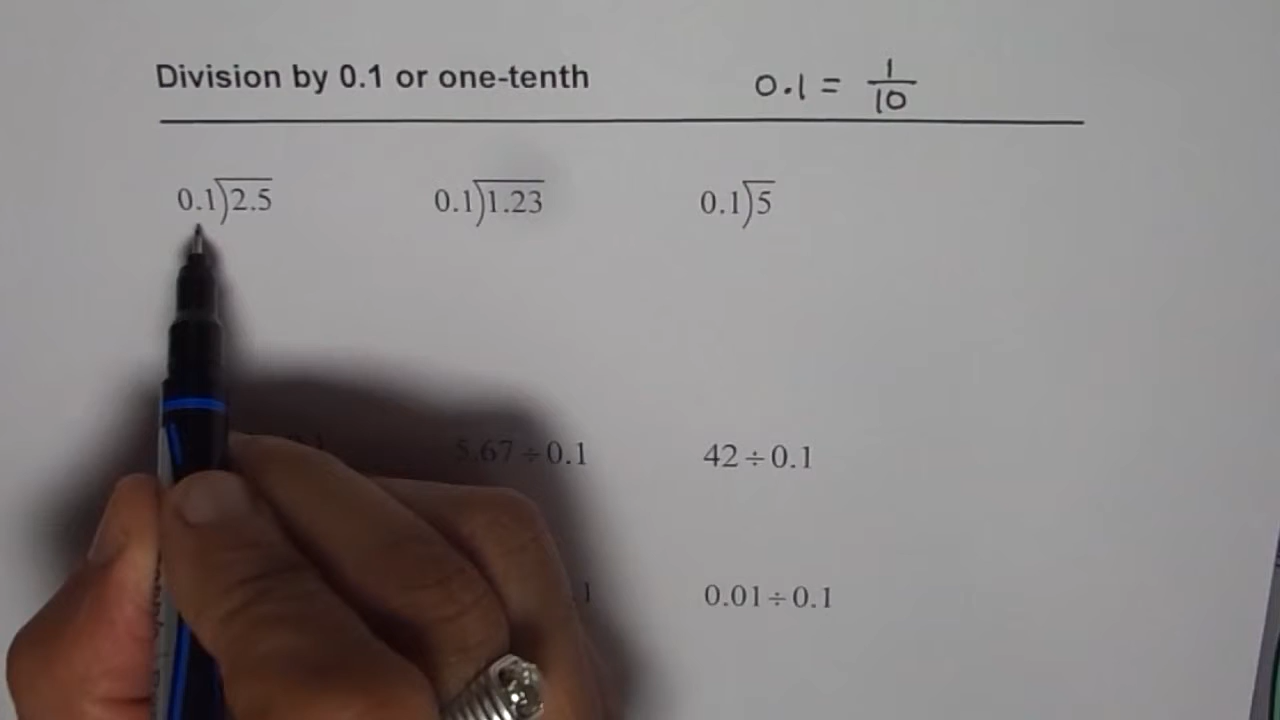 Division by 0.1 or one-tenth 0.1 = 1/10
0.1)2.5 0.1)1.23 0.1)5
5.67÷0.1 42÷0.1
0.01÷0.1